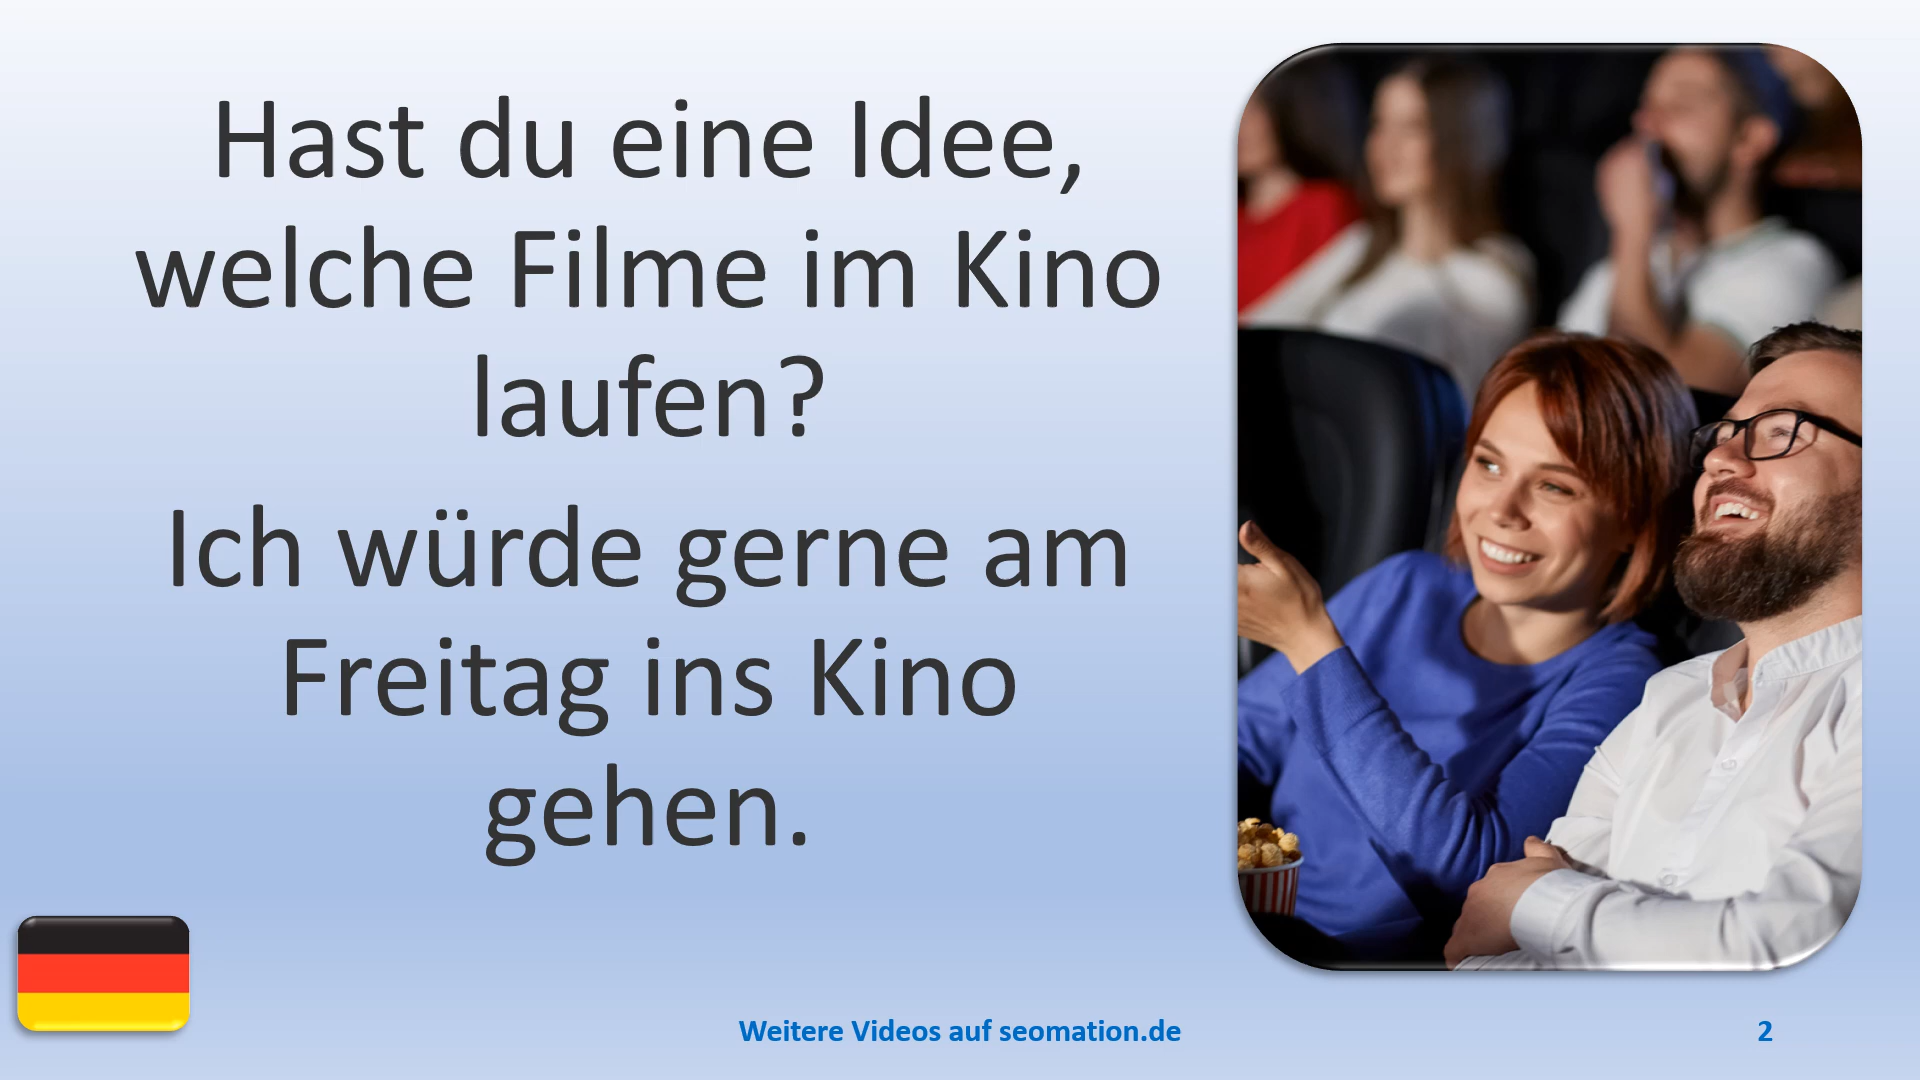 Hast du eine Idee,
welche Filme im Kino
laufen?
Ich würde gerne am
Freitag ins Kino
gehen.
Weitere Videos auf seomation.de
2